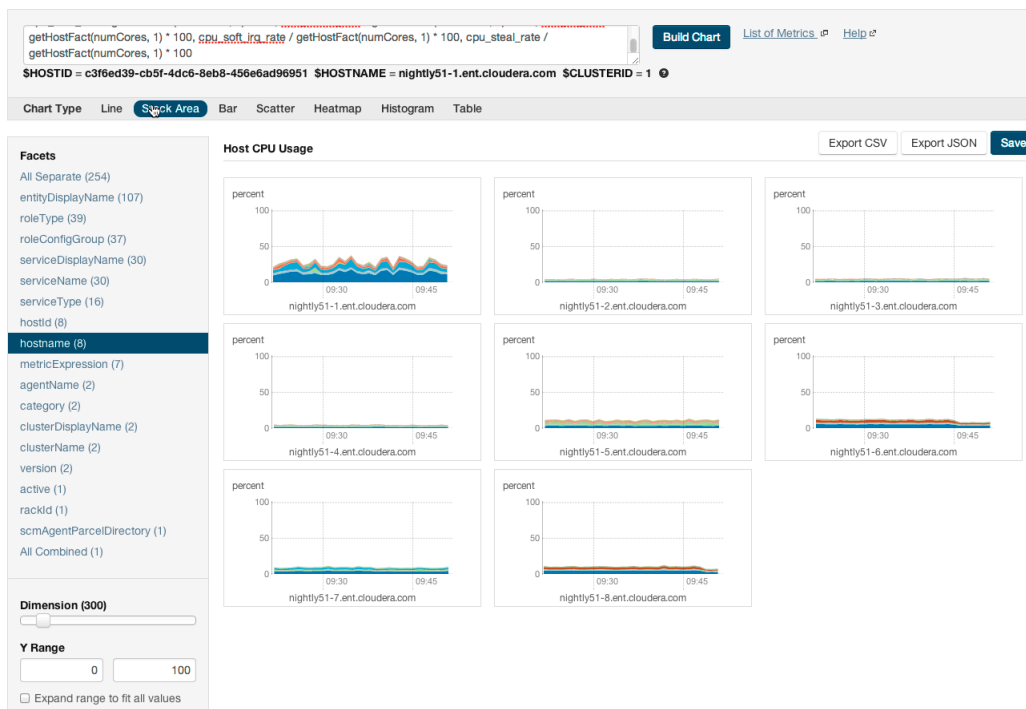 getHostFact(numCores, 1) * 100, cpu_soft_irq_rate / getHostFact(numCores, 1) * 100, cpu_steal_rate /
getHostFact(numCores, 1) * 100
Build Chart
List of Metrics
Help
$HOSTID = c3f6ed39-cb5f-4dc6-8eb8-456e6ad96951 $HOSTNAME = nightly51-1.ent.cloudera.com $CLUSTERID = 1
Chart Type Line Stack Area Bar Scatter Heatmap Histogram Table
Facets
All Separate (254)
entityDisplayName (107)
roleType (39)
roleConfigGroup (37)
serviceDisplayName (30)
serviceName (30)
serviceType (16)
hostId (8)
hostname (8)
metricExpression (7)
agentName (2)
category (2)
clusterDisplayName (2)
clusterName (2)
version (2)
active (1)
rackId (1)
scmAgentParcelDirectory (1)
All Combined (1)
Dimension (300)
Y Range
0 100
Expand range to fit all values
Host CPU Usage
Export CSV
Export JSON
Save
percent
100
50
0
09:30 09:45
nightly51-1.ent.cloudera.com
percent
100
50
0
09:30 09:45
nightly51-2.ent.cloudera.com
percent
100
50
0
09:30 09:45
nightly51-3.ent.cloudera.com
percent
100
50
0
09:30 09:45
nightly51-4.ent.cloudera.com
percent
100
50
0
09:30 09:45
nightly51-5.ent.cloudera.com
percent
100
50
0
09:30 09:45
nightly51-6.ent.cloudera.com
percent
100
50
0
09:30 09:45
nightly51-7.ent.cloudera.com
percent
100
50
0
09:30 09:45
nightly51-8.ent.cloudera.com